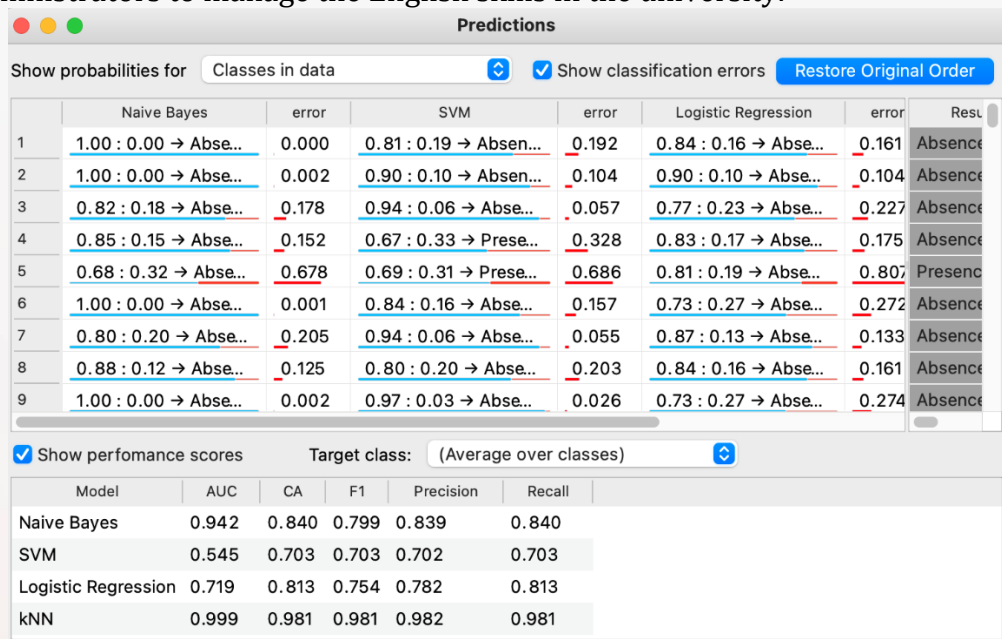 ministrators to manage the English skills in the university.
Predictions
Show probabilities for Classes in data Show classification errors Restore Original Order
Naive Bayes error SVM error Logistic Regression error Resu
1 1.00 : 0.00 → Abse... 0.000 0.81 : 0.19 → Absen... 0.192 0.84 : 0.16 → Abse... 0.161 Absence
2 1.00 : 0.00 → Abse... 0.002 0.90 : 0.10 → Absen... 0.104 0.90 : 0.10 → Abse... 0.104 Absence
3 0.82 : 0.18 → Abse... 0.178 0.94 : 0.06 → Abse... 0.057 0.77 : 0.23 → Abse... 0.227 Absence
4 0.85 : 0.15 → Abse... 0.152 0.67 : 0.33 → Prese... 0.328 0.83 : 0.17 → Abse... 0.175 Absence
5 0.68 : 0.32 → Abse... 0.678 0.69 : 0.31 → Prese... 0.686 0.81 : 0.19 → Abse... 0.807 Presenc
6 1.00 : 0.00 → Abse... 0.001 0.84 : 0.16 → Abse... 0.157 0.73 : 0.27 → Abse... 0.272 Absence
7 0.80 : 0.20 → Abse... 0.205 0.94 : 0.06 → Abse... 0.055 0.87 : 0.13 → Abse... 0.133 Absence
8 0.88 : 0.12 → Abse... 0.125 0.80 : 0.20 → Abse... 0.203 0.84 : 0.16 → Abse... 0.161 Absence
9 1.00 : 0.00 → Abse... 0.002 0.97 : 0.03 → Abse... 0.026 0.73 : 0.27 → Abse... 0.274 Absence
Show perfomance scores Target class: (Average over classes)
Model AUC CA F1 Precision Recall
Naive Bayes 0.942 0.840 0.799 0.839 0.840
SVM 0.545 0.703 0.703 0.702 0.703
Logistic Regression 0.719 0.813 0.754 0.782 0.813
kNN 0.999 0.981 0.981 0.982 0.981